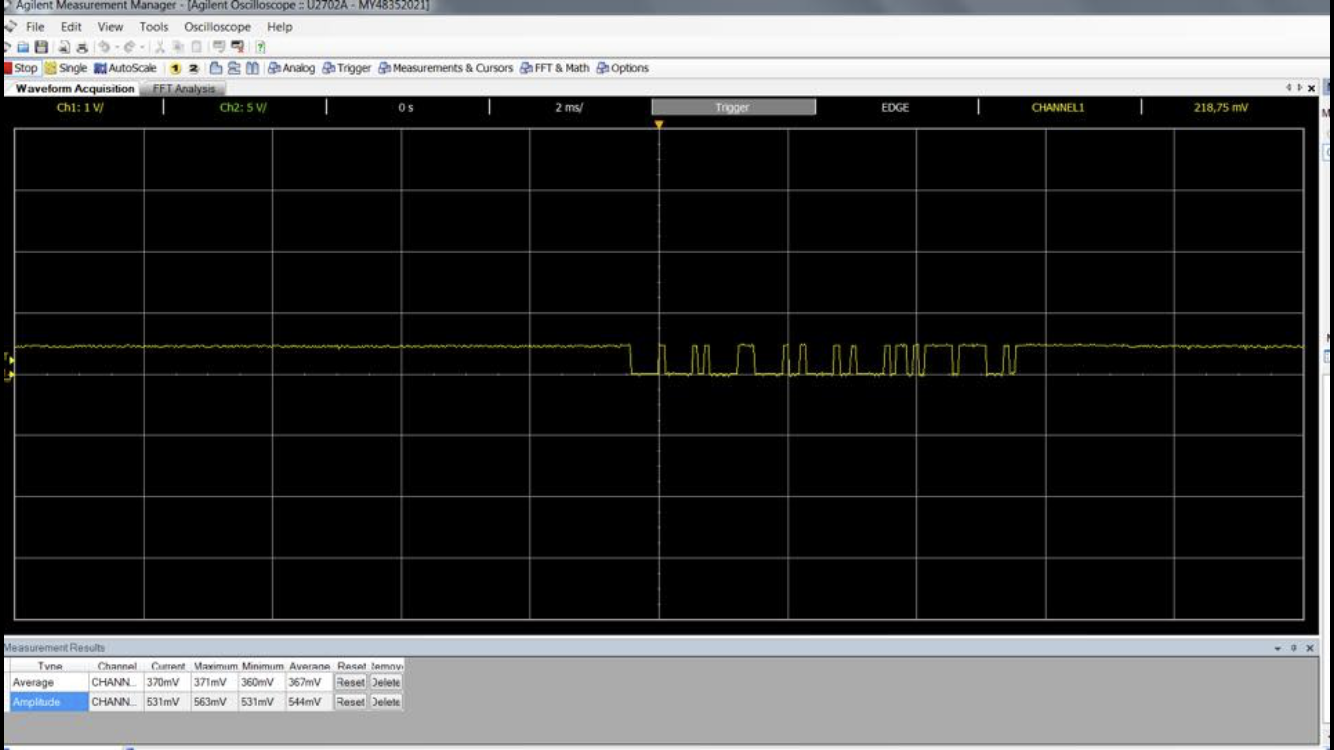 Agilent Measurement Manager - [Agilent Oscilloscope :: U2702A - MY48352021]
File Edit View Tools Oscilloscope Help
Stop Single AutoScale 1 2 Analog Trigger Measurements & Cursors FFT & Math Options
Waveform Acquisition FFT Analysis
Ch1: 1 V/ Ch2: 5 V/ 0 s 2 ms/ Trigger EDGE CHANNEL1 218,75 mV
Measurement Results
Type Channel Current Maximum Minimum Average Reset
Average CHANN... 370mV 371mV 360mV 367mV Reset Delete
Amplitude CHANN... 531mV 563mV 531mV 544mV Reset Delete